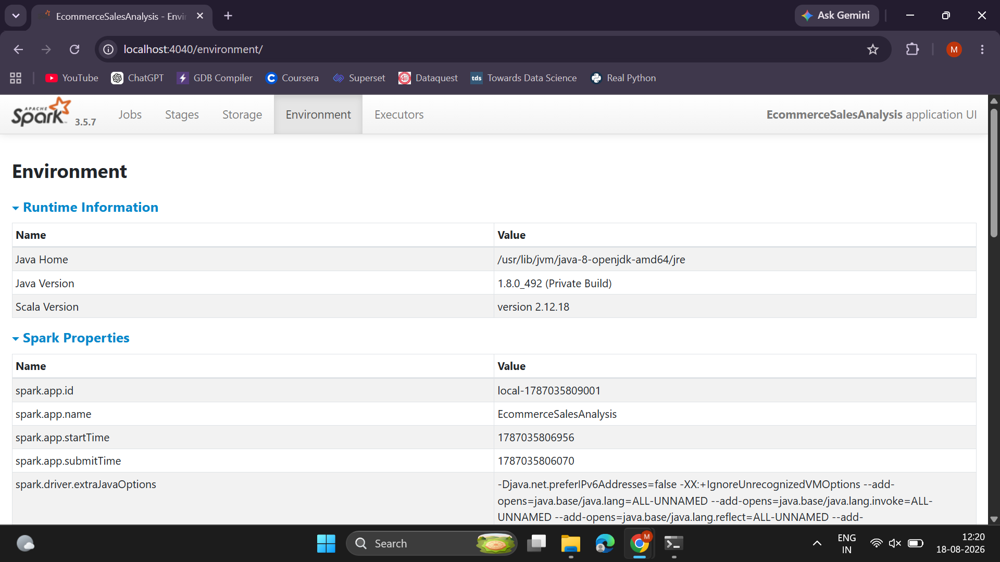 EcommerceSalesAnalysis - Envi
Ask Gemini
localhost:4040/environment/
M
YouTube
ChatGPT
GDB Compiler
Coursera
Superset
Dataquest
tds Towards Data Science
Real Python
APACHE Spark 3.5.7
Jobs
Stages
Storage
Environment
Executors
EcommerceSalesAnalysis application UI
Environment
Runtime Information
Name Value
Java Home /usr/lib/jvm/java-8-openjdk-amd64/jre
Java Version 1.8.0_492 (Private Build)
Scala Version version 2.12.18
Spark Properties
Name Value
spark.app.id local-1787035809001
spark.app.name EcommerceSalesAnalysis
spark.app.startTime 1787035806956
spark.app.submitTime 1787035806070
spark.driver.extraJavaOptions -Djava.net.preferIPv6Addresses=false -XX:+IgnoreUnrecognizedVMOptions --add-
opens=java.base/java.lang=ALL-UNNAMED --add-opens=java.base/java.lang.invoke=ALL-
UNNAMED --add-opens=java.base/java.lang.reflect=ALL-UNNAMED --add-
Search
M
ENG
IN
12:20
18-08-2026